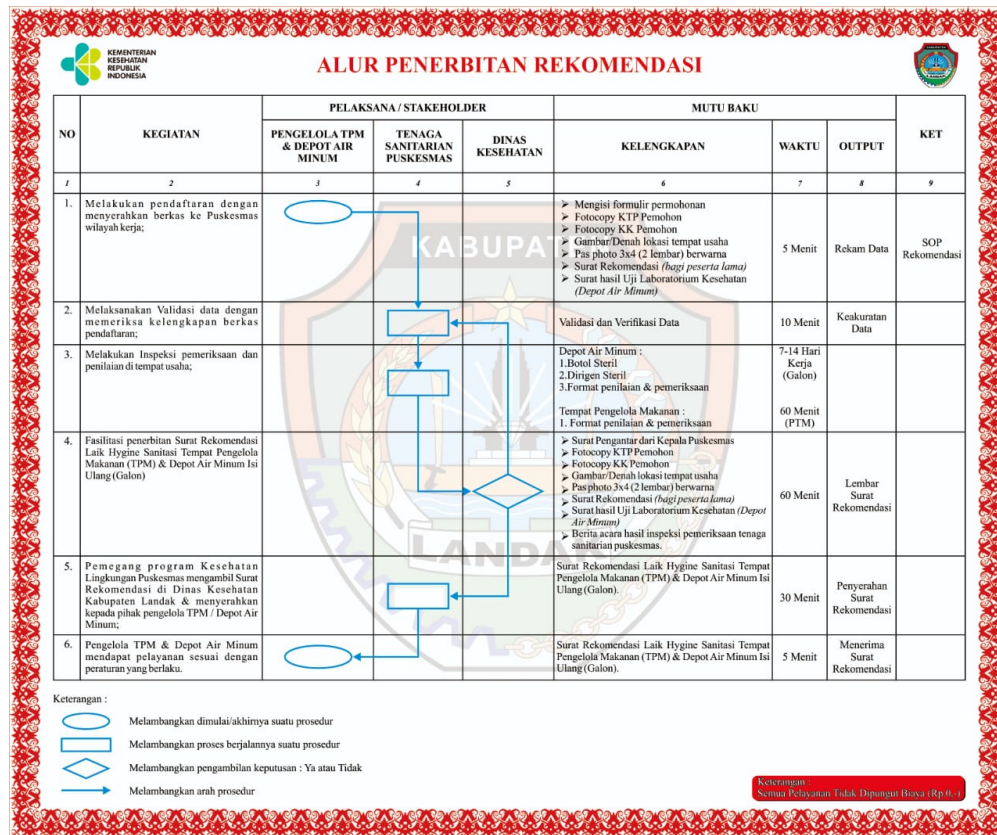 KEMENTERIAN
KESEHATAN
REPUBLIK
INDONESIA
ALUR PENERBITAN REKOMENDASI
NO
KEGIATAN
PELAKSANA / STAKEHOLDER
MUTU BAKU
KET
PENGELOLA TPM
& DEPOT AIR
MINUM
TENAGA
SANITARIAN
PUSKESMAS
DINAS
KESEHATAN
KELENGKAPAN
WAKTU
OUTPUT
1 2 3 4 5 6 7 8 9
1. Melakukan pendaftaran dengan
menyerahkan berkas ke Puskesmas
wilayah kerja;
➤ Mengisi formulir permohonan
➤ Fotocopy KTP Pemohon
➤ Fotocopy KK Pemohon
➤ Gambar/Denah lokasi tempat usaha
➤ Pas photo 3x4 (2 lembar) berwarna
➤ Surat Rekomendasi (bagi peserta lama)
➤ Surat hasil Uji Laboratorium Kesehatan
(Depot Air Minum)
5 Menit
Rekam Data
SOP
Rekomendasi
2. Melaksanakan Validasi data dengan
memeriksa kelengkapan berkas
pendaftaran;
Validasi dan Verifikasi Data
10 Menit
Keakuratan
Data
3. Melakukan Inspeksi pemeriksaan dan
penilaian di tempat usaha;
Depot Air Minum :
1.Botol Steril
2.Dirigen Steril
3.Format penilaian & pemeriksaan
Tempat Pengelola Makanan :
1. Format penilaian & pemeriksaan
7-14 Hari
Kerja
(Galon)
60 Menit
(PTM)
4. Fasilitasi penerbitan Surat Rekomendasi
Laik Hygine Sanitasi Tempat Pengelola
Makanan (TPM) & Depot Air Minum Isi
Ulang (Galon)
➤ Surat Pengantar dari Kepala Puskesmas
➤ Fotocopy KTP Pemohon
➤ Fotocopy KK Pemohon
➤ Gambar/Denah lokasi tempat usaha
➤ Pas photo 3x4 (2 lembar) berwarna
➤ Surat Rekomendasi (bagi peserta lama)
➤ Surat hasil Uji Laboratorium Kesehatan (Depot
Air Minum)
➤ Berita acara hasil inspeksi pemeriksaan tenaga
sanitarian puskesmas.
60 Menit
Lembar
Surat
Rekomendasi
5. Pemegang program Kesehatan
Lingkungan Puskesmas mengambil Surat
Rekomendasi di Dinas Kesehatan
Kabupaten Landak & menyerahkan
kepada pihak pengelola TPM / Depot Air
Minum;
Surat Rekomendasi Laik Hygine Sanitasi Tempat
Pengelola Makanan (TPM) & Depot Air Minum Isi
Ulang (Galon).
30 Menit
Penyerahan
Surat
Rekomendasi
6. Pengelola TPM & Depot Air Minum
mendapat pelayanan sesuai dengan
peraturan yang berlaku.
Surat Rekomendasi Laik Hygine Sanitasi Tempat
Pengelola Makanan (TPM) & Depot Air Minum Isi
Ulang (Galon).
5 Menit
Menerima
Surat
Rekomendasi
KABUPATEN
LANDAK
Keterangan :
Melambangkan dimulai/akhirnya suatu prosedur
Melambangkan proses berjalannya suatu prosedur
Melambangkan pengambilan keputusan : Ya atau Tidak
Melambangkan arah prosedur
Keterangan :
Semua Pelayanan Tidak Dipungut Biaya (Rp.0,-)